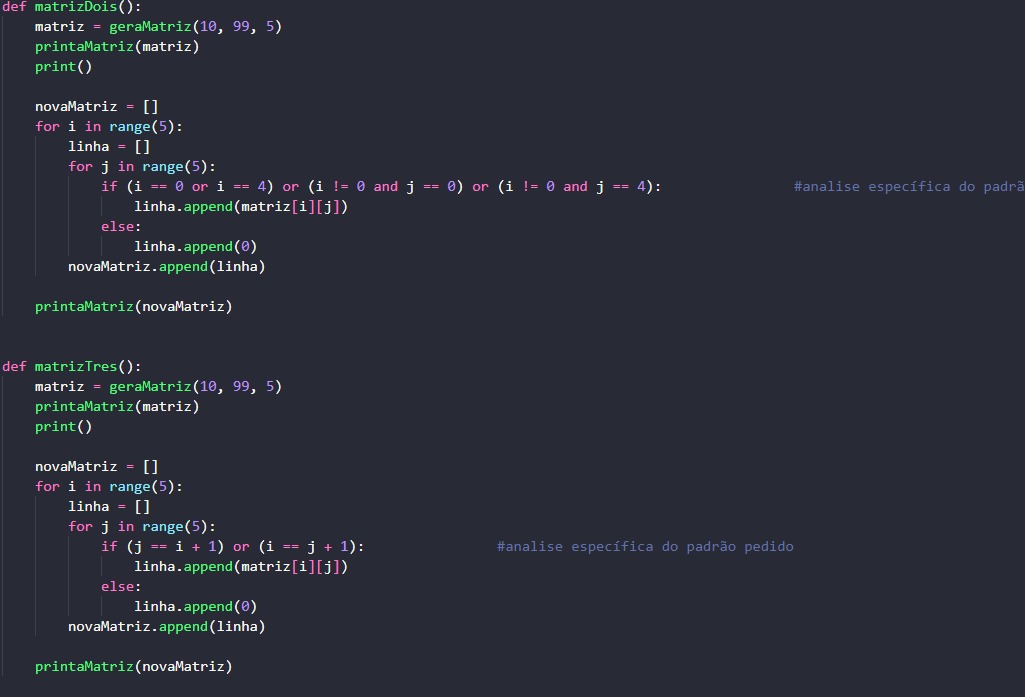 def matrizDois():
    matriz = geraMatriz(10, 99, 5)
    printaMatriz(matriz)
    print()

    novaMatriz = []
    for i in range(5):
        linha = []
        for j in range(5):
            if (i == 0 or i == 4) or (i != 0 and j == 0) or (i != 0 and j == 4):                #analise específica do padrã
                linha.append(matriz[i][j])
            else:
                linha.append(0)
        novaMatriz.append(linha)

    printaMatriz(novaMatriz)


def matrizTres():
    matriz = geraMatriz(10, 99, 5)
    printaMatriz(matriz)
    print()

    novaMatriz = []
    for i in range(5):
        linha = []
        for j in range(5):
            if (j == i + 1) or (i == j + 1):                #analise específica do padrão pedido
                linha.append(matriz[i][j])
            else:
                linha.append(0)
        novaMatriz.append(linha)

    printaMatriz(novaMatriz)